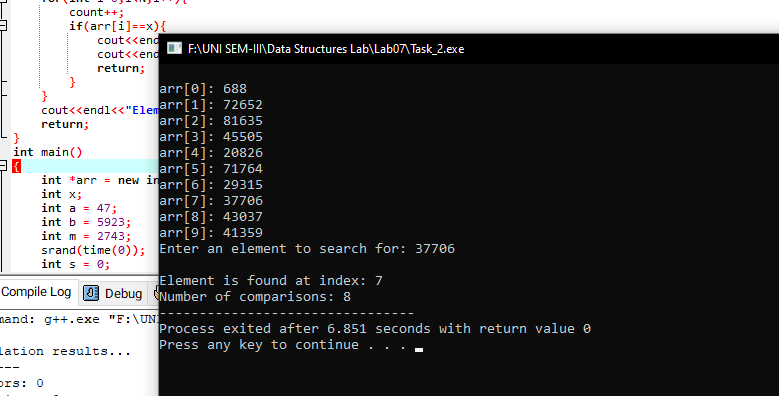 count++;
if(arr[i]==x){
cout<<end
cout<<end
return;
}
}
cout<<endl<<"Elem
return;
}
int main()
{
int *arr = new in
int x;
int a = 47;
int b = 5923;
int m = 2743;
srand(time(0));
int s = 0;
Compile Log
Debug
mand: g++.exe "F:\UNI
lation results...
---
ors: 0
F:\UNI SEM-III\Data Structures Lab\Lab07\Task_2.exe
arr[0]: 688
arr[1]: 72652
arr[2]: 81635
arr[3]: 45505
arr[4]: 20826
arr[5]: 71764
arr[6]: 29315
arr[7]: 37706
arr[8]: 43037
arr[9]: 41359
Enter an element to search for: 37706
Element is found at index: 7
Number of comparisons: 8
--------------------------------
Process exited after 6.851 seconds with return value 0
Press any key to continue . . .